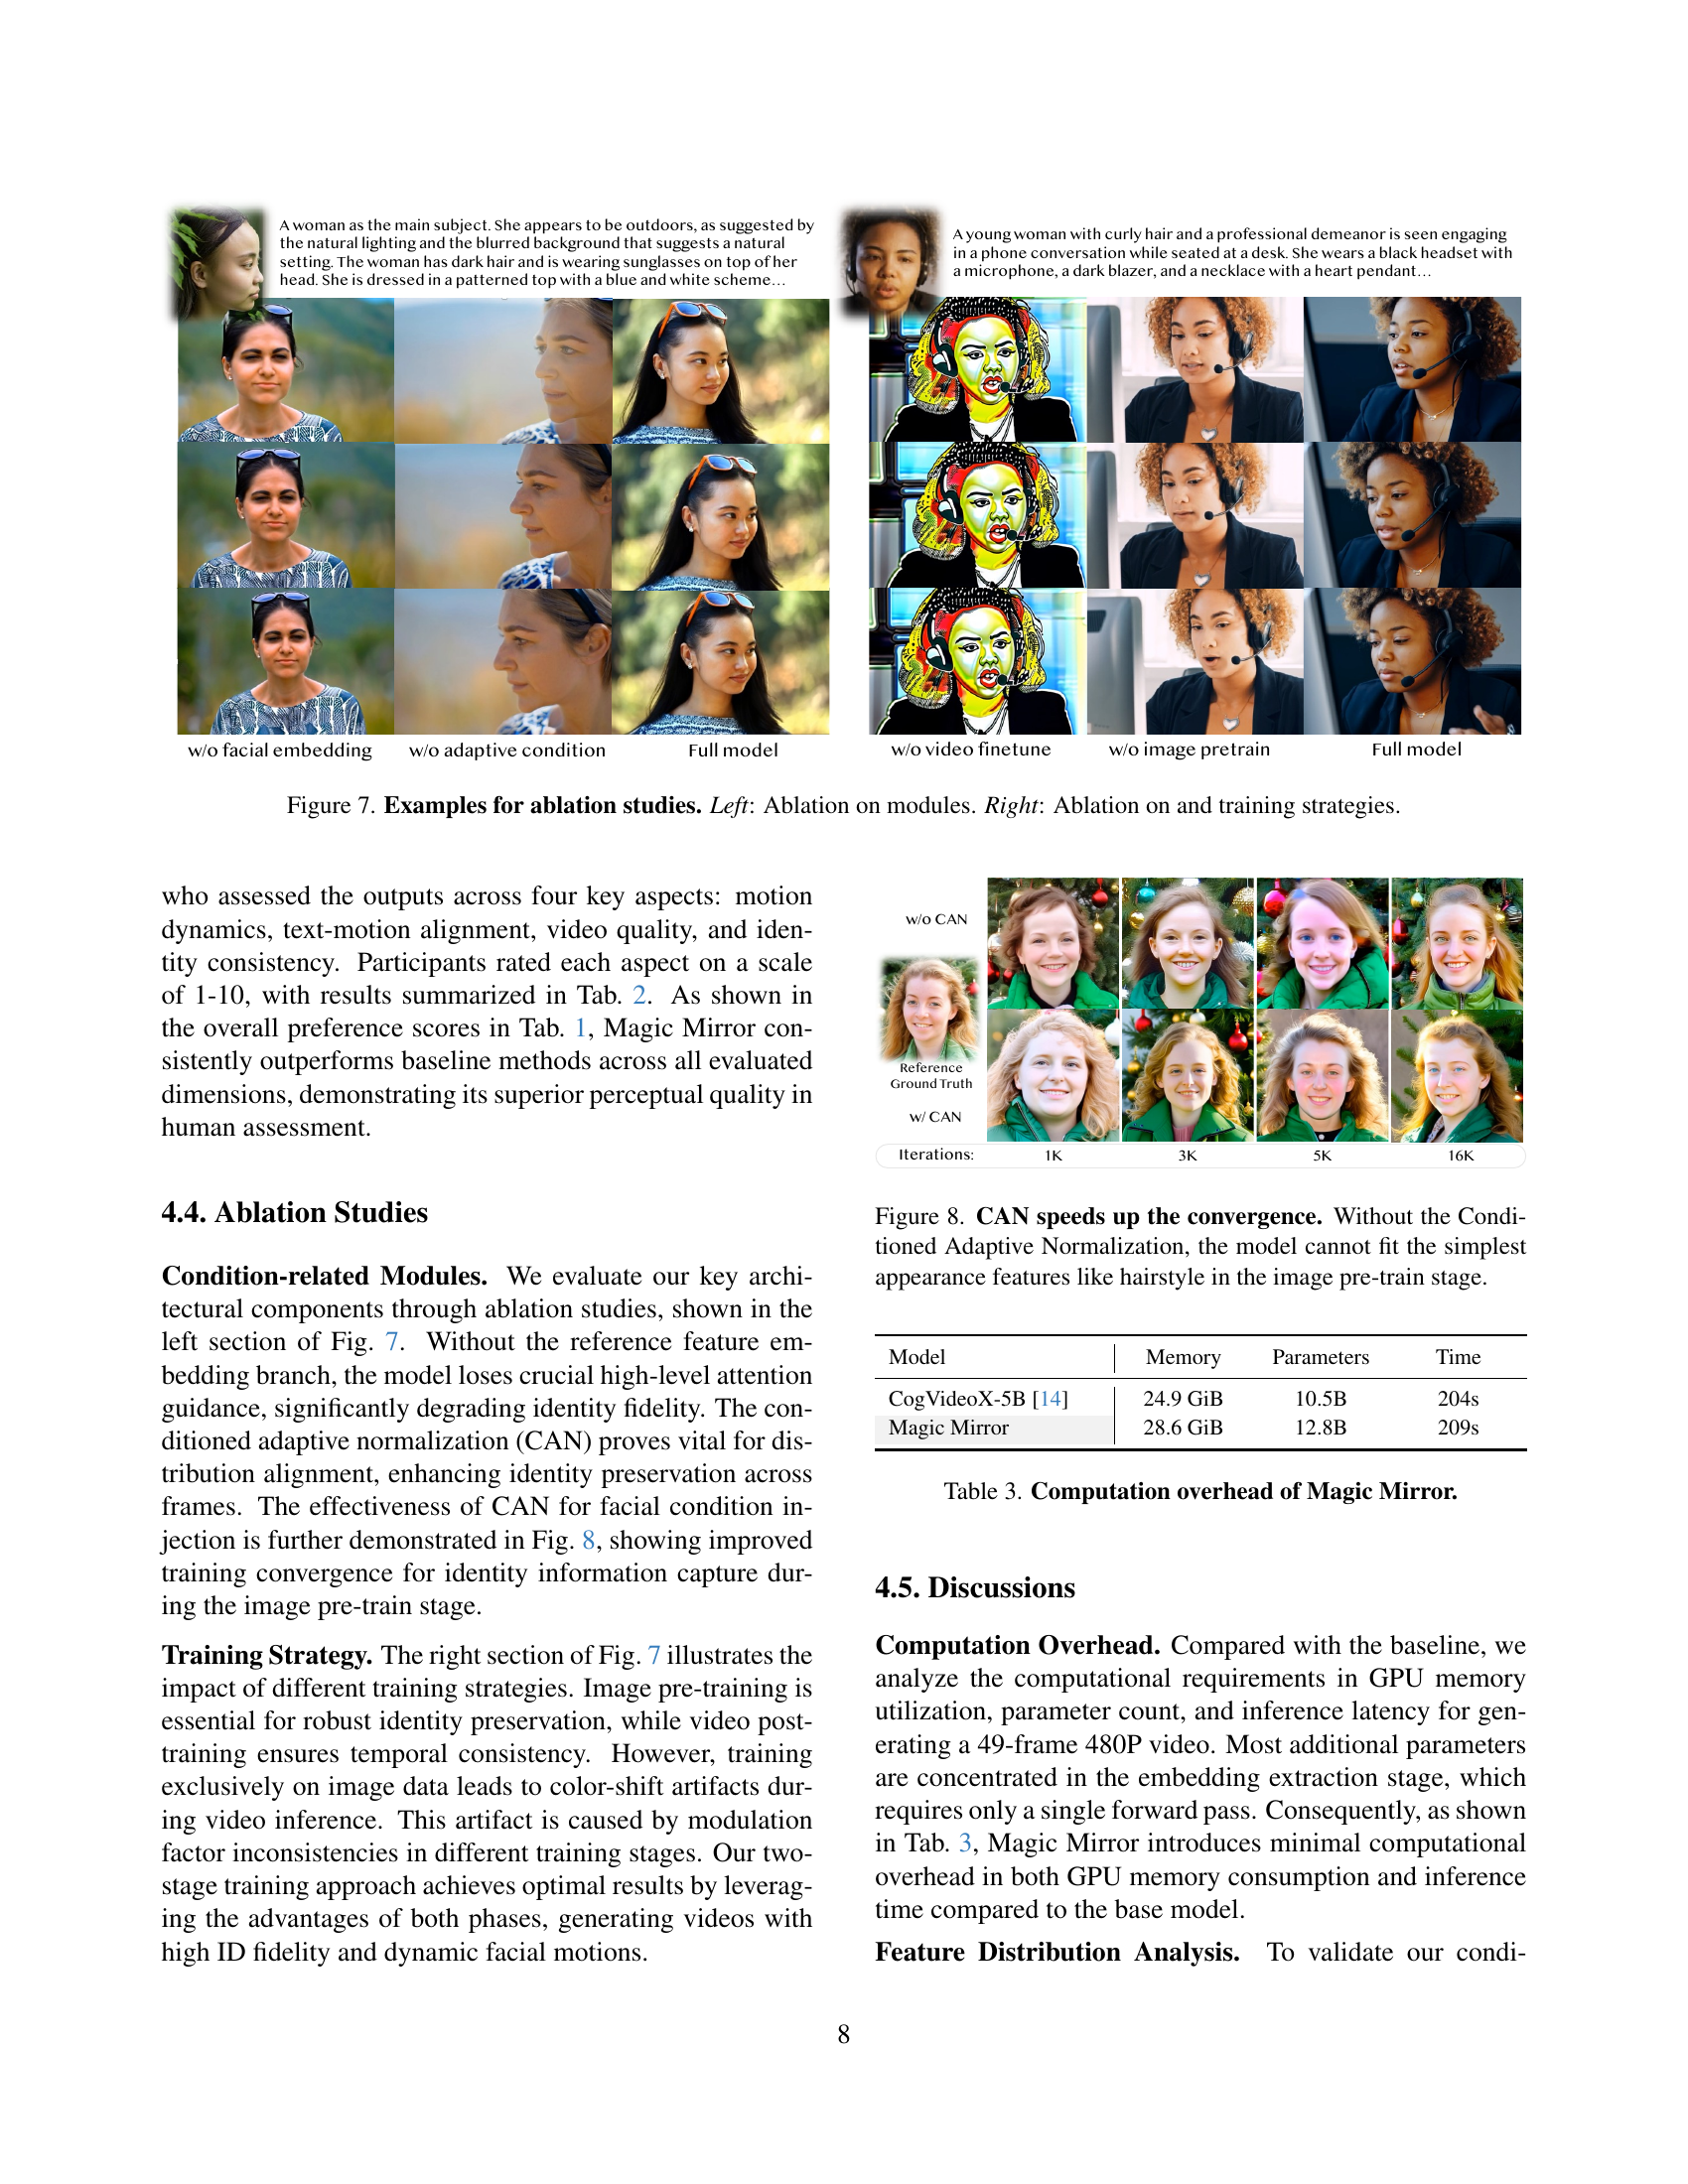 A woman as the main subject. She appears to be outdoors, as suggested by
the natural lighting and the blurred background that suggests a natural
setting. The woman has dark hair and is wearing sunglasses on top of her
head. She is dressed in a patterned top with a blue and white scheme...
A young woman with curly hair and a professional demeanor is seen engaging
in a phone conversation while seated at a desk. She wears a black headset with
a microphone, a dark blazer, and a necklace with a heart pendant...
w/o facial embedding w/o adaptive condition Full model
w/o video finetune w/o image pretrain Full model
Figure 7. Examples for ablation studies. Left: Ablation on modules. Right: Ablation on and training strategies.
who assessed the outputs across four key aspects: motion
dynamics, text-motion alignment, video quality, and iden-
tity consistency. Participants rated each aspect on a scale
of 1-10, with results summarized in Tab. 2. As shown in
the overall preference scores in Tab. 1, Magic Mirror con-
sistently outperforms baseline methods across all evaluated
dimensions, demonstrating its superior perceptual quality in
human assessment.
4.4. Ablation Studies
Condition-related Modules. We evaluate our key archi-
tectural components through ablation studies, shown in the
left section of Fig. 7. Without the reference feature em-
bedding branch, the model loses crucial high-level attention
guidance, significantly degrading identity fidelity. The con-
ditioned adaptive normalization (CAN) proves vital for dis-
tribution alignment, enhancing identity preservation across
frames. The effectiveness of CAN for facial condition in-
jection is further demonstrated in Fig. 8, showing improved
training convergence for identity information capture dur-
ing the image pre-train stage.
Training Strategy. The right section of Fig. 7 illustrates the
impact of different training strategies. Image pre-training is
essential for robust identity preservation, while video post-
training ensures temporal consistency. However, training
exclusively on image data leads to color-shift artifacts dur-
ing video inference. This artifact is caused by modulation
factor inconsistencies in different training stages. Our two-
stage training approach achieves optimal results by leverag-
ing the advantages of both phases, generating videos with
high ID fidelity and dynamic facial motions.
w/o CAN
Reference
Ground Truth
w/ CAN
Iterations: 1K 3K 5K 16K
Figure 8. CAN speeds up the convergence. Without the Condi-
tioned Adaptive Normalization, the model cannot fit the simplest
appearance features like hairstyle in the image pre-train stage.
Model Memory Parameters Time
CogVideoX-5B [14] 24.9 GiB 10.5B 204s
Magic Mirror 28.6 GiB 12.8B 209s
Table 3. Computation overhead of Magic Mirror.
4.5. Discussions
Computation Overhead. Compared with the baseline, we
analyze the computational requirements in GPU memory
utilization, parameter count, and inference latency for gen-
erating a 49-frame 480P video. Most additional parameters
are concentrated in the embedding extraction stage, which
requires only a single forward pass. Consequently, as shown
in Tab. 3, Magic Mirror introduces minimal computational
overhead in both GPU memory consumption and inference
time compared to the base model.
Feature Distribution Analysis. To validate our condi-
8